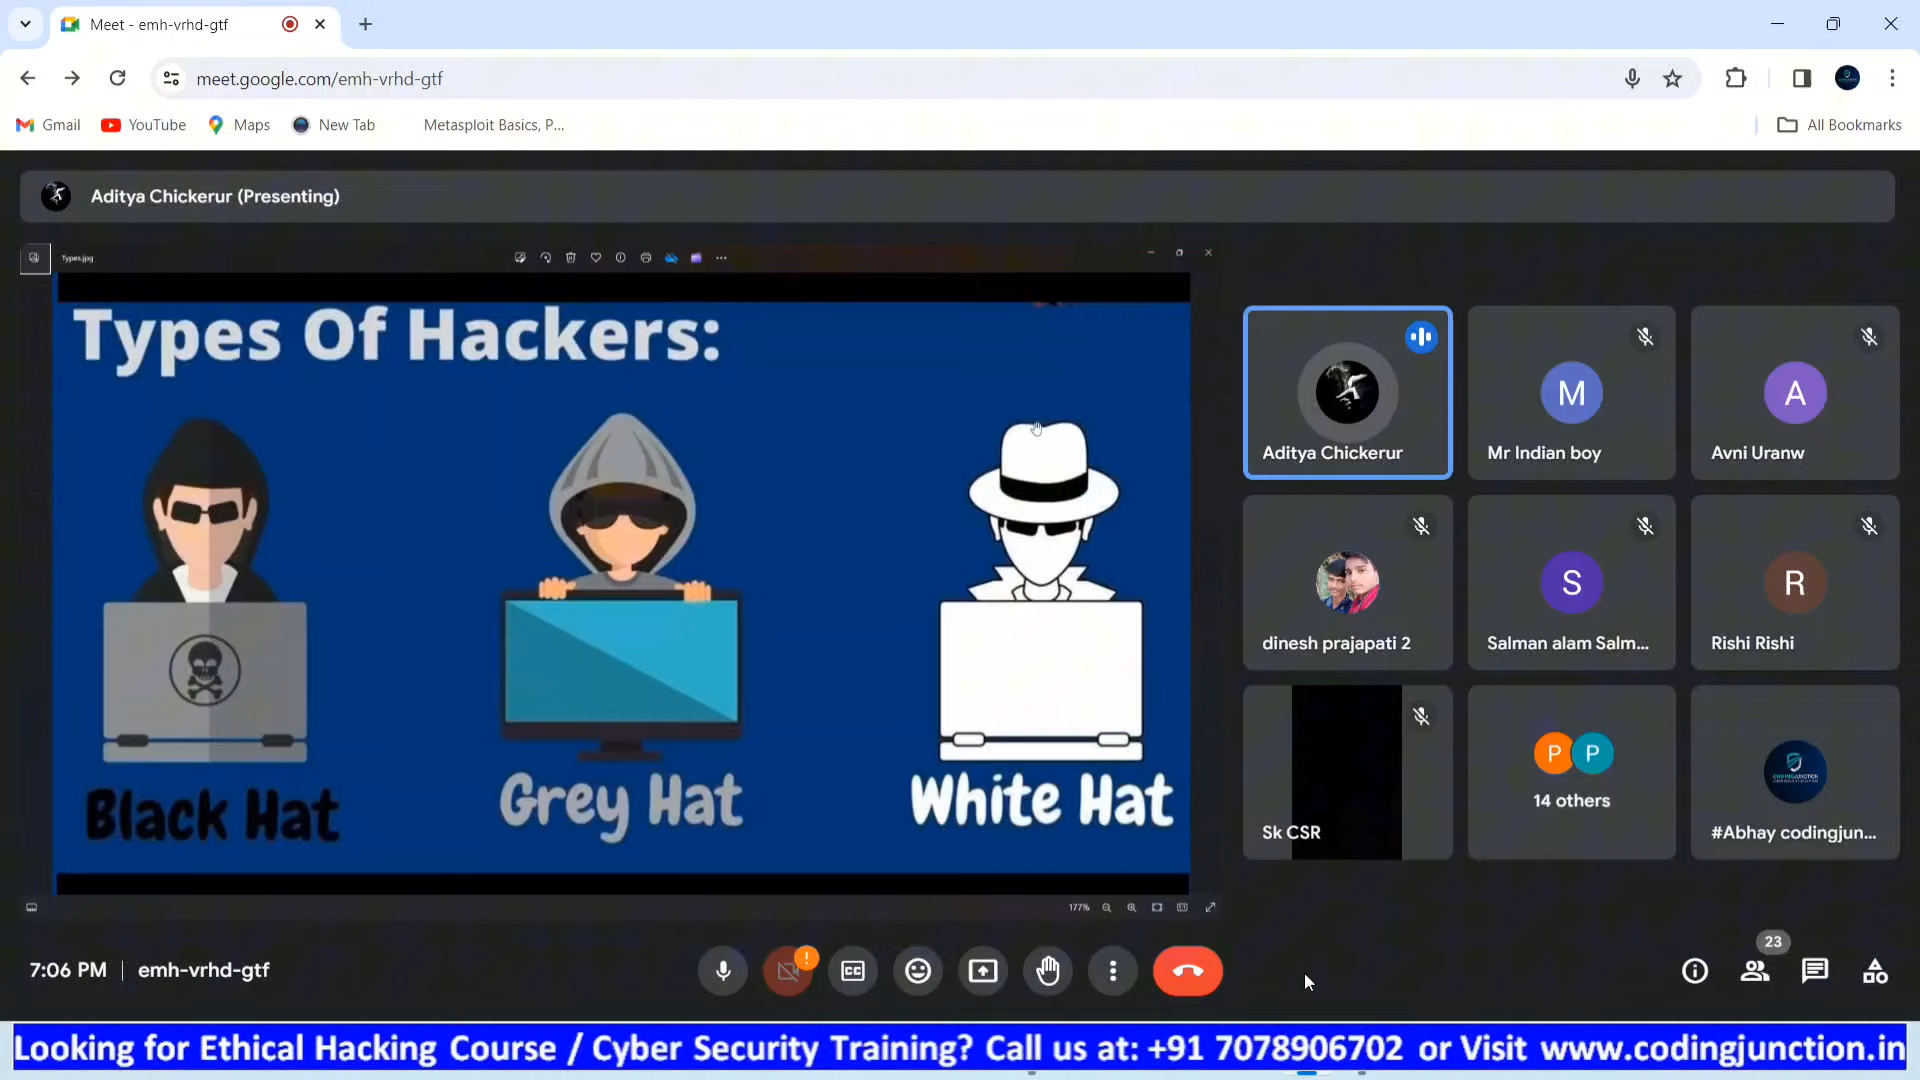 Meet - emh-vrhd-gtf
meet.google.com/emh-vrhd-gtf
Gmail
YouTube
Maps
New Tab
Metasploit Basics, P...
All Bookmarks
Aditya Chickerur (Presenting)
Types.jpg
Types Of Hackers:
Black Hat
Grey Hat
White Hat
177%
Aditya Chickerur
M
Mr Indian boy
A
Avni Uranw
dinesh prajapati 2
S
Salman alam Salm...
R
Rishi Rishi
Sk CSR
P
P
14 others
CODINGJUNCTION
#Abhay codingjun...
7:06 PM
emh-vrhd-gtf
23
Looking for Ethical Hacking Course / Cyber Security Training? Call us at: +91 7078906702 or Visit www.codingjunction.in